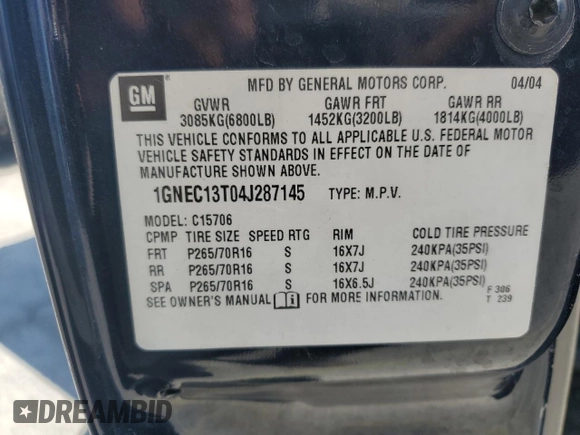 GM
MFD BY GENERAL MOTORS CORP. 04/04
GVWR GAWR FRT GAWR RR
3085KG(6800LB) 1452KG(3200LB) 1814KG(4000LB)
THIS VEHICLE CONFORMS TO ALL APPLICABLE U.S. FEDERAL MOTOR
VEHICLE SAFETY STANDARDS IN EFFECT ON THE DATE OF
MANUFACTURE SHOWN ABOVE.
1GNEC13T04J287145 TYPE: M.P.V.
MODEL: C15706
CPMP TIRE SIZE SPEED RTG RIM COLD TIRE PRESSURE
FRT P265/70R16 S 16X7J 240KPA(35PSI)
RR P265/70R16 S 16X7J 240KPA(35PSI)
SPA P265/70R16 S 16X6.5J 240KPA(35PSI)
SEE OWNER'S MANUAL i FOR MORE INFORMATION. F 306
T 239
DREAMBID